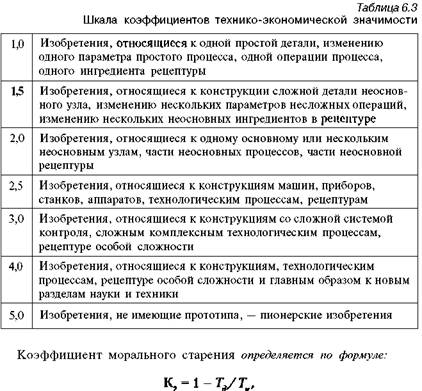 Таблица 6.3
Шкала коэффициентов технико-экономической значимости
1,0 Изобретения, относящиеся к одной простой детали, изменению
одного параметра простого процесса, одной операции процесса,
одного ингредиента рецептуры
1,5 Изобретения, относящиеся к конструкции сложной детали неоснов-
ного узла, изменению нескольких параметров несложных операций,
изменению нескольких неосновных ингредиентов в рецептуре
2,0 Изобретения, относящиеся к одному основному или нескольким
неосновным узлам, части неосновных процессов, части неосновной
рецептуры
2,5 Изобретения, относящиеся к конструкциям машин, приборов,
станков, аппаратов, технологическим процессам, рецептурам
3,0 Изобретения, относящиеся к конструкциям со сложной системой
контроля, сложным комплексным технологическим процессам,
рецептуре особой сложности
4,0 Изобретения, относящиеся к конструкциям, технологическим
процессам, рецептуре особой сложности и главным образом к новым
разделам науки и техники
5,0 Изобретения, не имеющие прототипа, — пионерские изобретения
Коэффициент морального старения определяется по формуле:
K₂ = 1 – T